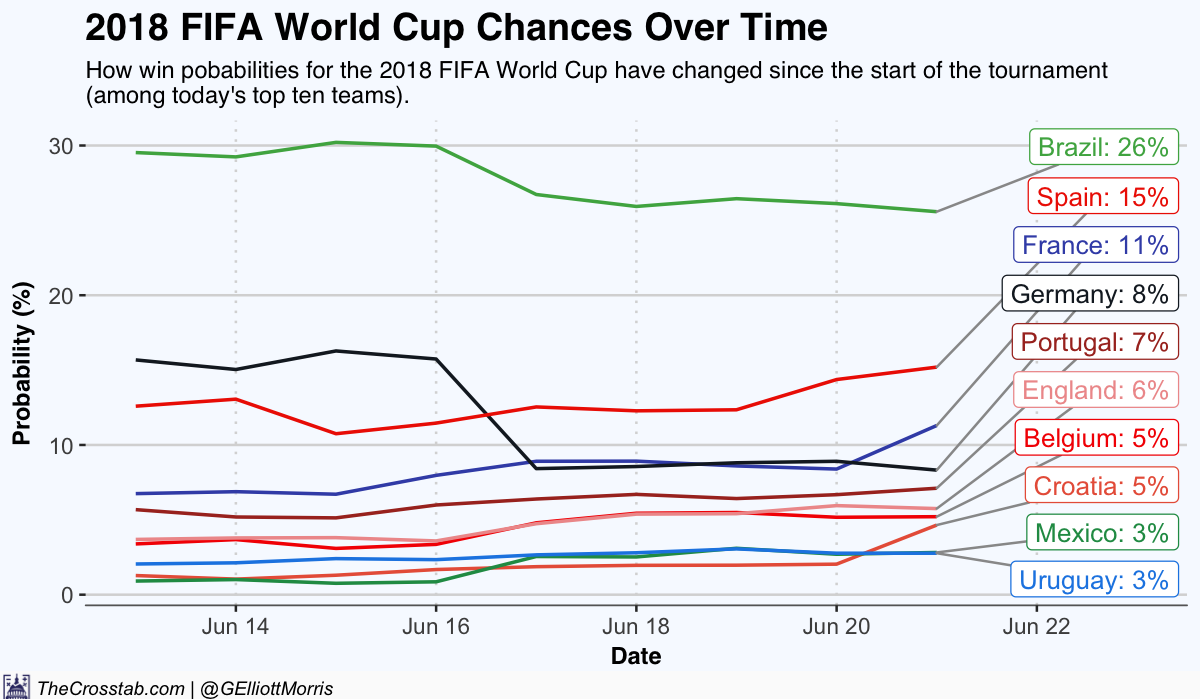 2018 FIFA World Cup Chances Over Time
How win pobabilities for the 2018 FIFA World Cup have changed since the start of the tournament
(among today's top ten teams).
Probability (%)
30
20
10
0
Brazil: 26%
Spain: 15%
France: 11%
Germany: 8%
Portugal: 7%
England: 6%
Belgium: 5%
Croatia: 5%
Mexico: 3%
Uruguay: 3%
Jun 14
Jun 16
Jun 18
Jun 20
Jun 22
Date
TheCrosstab.com | @GElliottMorris